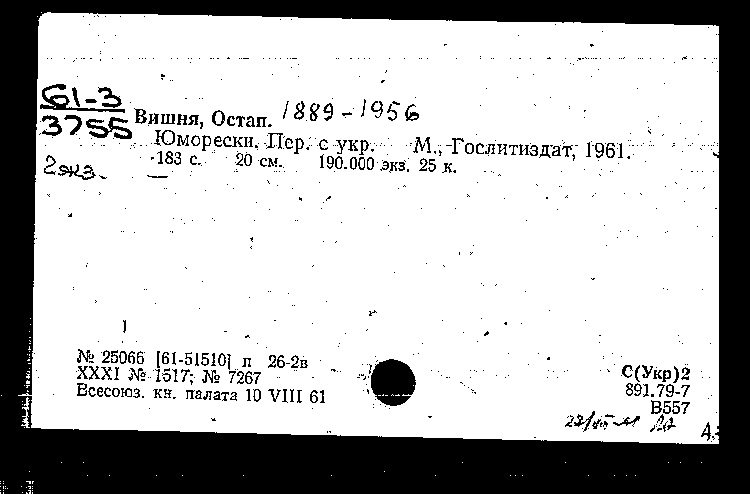 61-3
3755
2 экз.
Вишня, Остап. 1889-1956
Юморески. Пер. с укр. М., Гослитиздат, 1961.
183 с. 20 см. 190.000 экз. 25 к.
№ 25066 [61-51510] п 26-2в
XXXI № 1517; № 7267
Всесоюз. кн. палата 10 VIII 61
С(Укр)2
891.79-7
В557